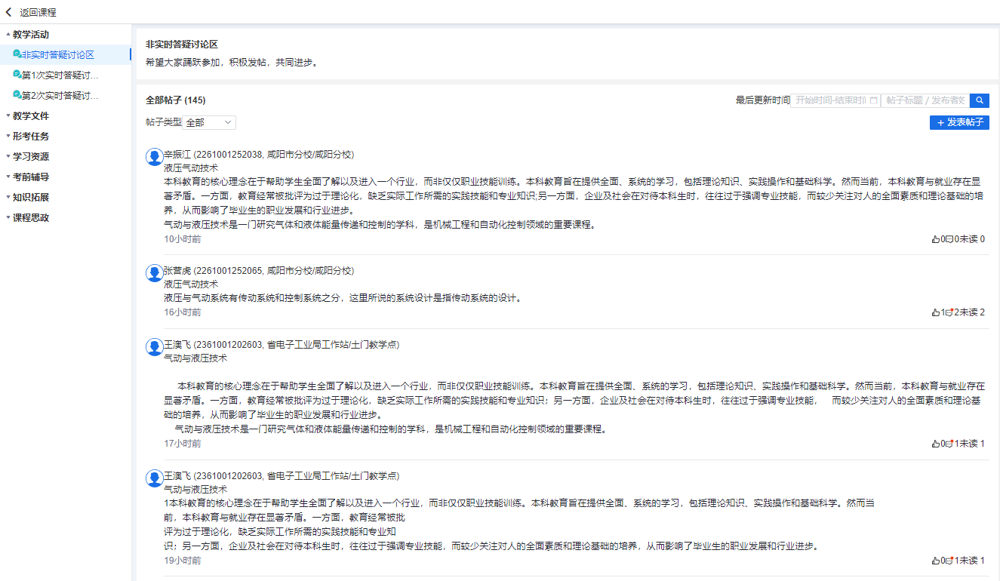 返回课程
教学活动
非实时答疑讨论区
第1次实时答疑讨...
第2次实时答疑讨...
教学文件
形考任务
学习资源
考前辅导
知识拓展
课程思政
非实时答疑讨论区
希望大家踊跃参加，积极发帖，共同进步。
全部帖子 (145)
最后更新时间 开始时间-结束时间 帖子标题 / 发布者姓
帖子类型 全部
+ 发表帖子
辛振江 (2261001252038, 咸阳市分校/咸阳分校)
液压气动技术
本科教育的核心理念在于帮助学生全面了解以及进入一个行业，而非仅仅职业技能训练。本科教育旨在提供全面、系统的学习，包括理论知识、实践操作和基础科学。然而当前，本科教育与就业存在显
著矛盾。一方面，教育经常被批评为过于理论化，缺乏实际工作所需的实践技能和专业知识;另一方面，企业及社会在对待本科生时，往往过于强调专业技能，而较少关注对人的全面素质和理论基础的培
养，从而影响了毕业生的职业发展和行业进步。
气动与液压技术是一门研究气体和液体能量传递和控制的学科，是机械工程和自动化控制领域的重要课程。
10小时前
0 0 未读 0
张营虎 (2261001252065, 咸阳市分校/咸阳分校)
液压气动技术
液压与气动系统有传动系统和控制系统之分，这里所说的系统设计是指传动系统的设计。
16小时前
1 2 未读 2
王澳飞 (2361001202603, 省电子工业局工作站/土门教学点)
气动与液压技术
本科教育的核心理念在于帮助学生全面了解以及进入一个行业，而非仅仅职业技能训练。本科教育旨在提供全面、系统的学习，包括理论知识、实践操作和基础科学。然而当前，本科教育与就业存在
显著矛盾。一方面，教育经常被批评为过于理论化，缺乏实际工作所需的实践技能和专业知识；另一方面，企业及社会在对待本科生时，往往过于强调专业技能， 而较少关注对人的全面素质和理论基
础的培养，从而影响了毕业生的职业发展和行业进步。
气动与液压技术是一门研究气体和液体能量传递和控制的学科，是机械工程和自动化控制领域的重要课程。
17小时前
0 1 未读 1
王澳飞 (2361001202603, 省电子工业局工作站/土门教学点)
气动与液压技术
1本科教育的核心理念在于帮助学生全面了解以及进入一个行业，而非仅仅职业技能训练。本科教育旨在提供全面、系统的学习，包括理论知识、实践操作和基础科学。然而当
前，本科教育与就业存在显著矛盾。一方面，教育经常被批
评为过于理论化，缺乏实际工作所需的实践技能和专业知
识；另一方面，企业及社会在对待本科生时，往往过于强调专业技能，而较少关注对人的全面素质和理论基础的培养，从而影响了毕业生的职业发展和行业进步。
19小时前
0 1 未读 1